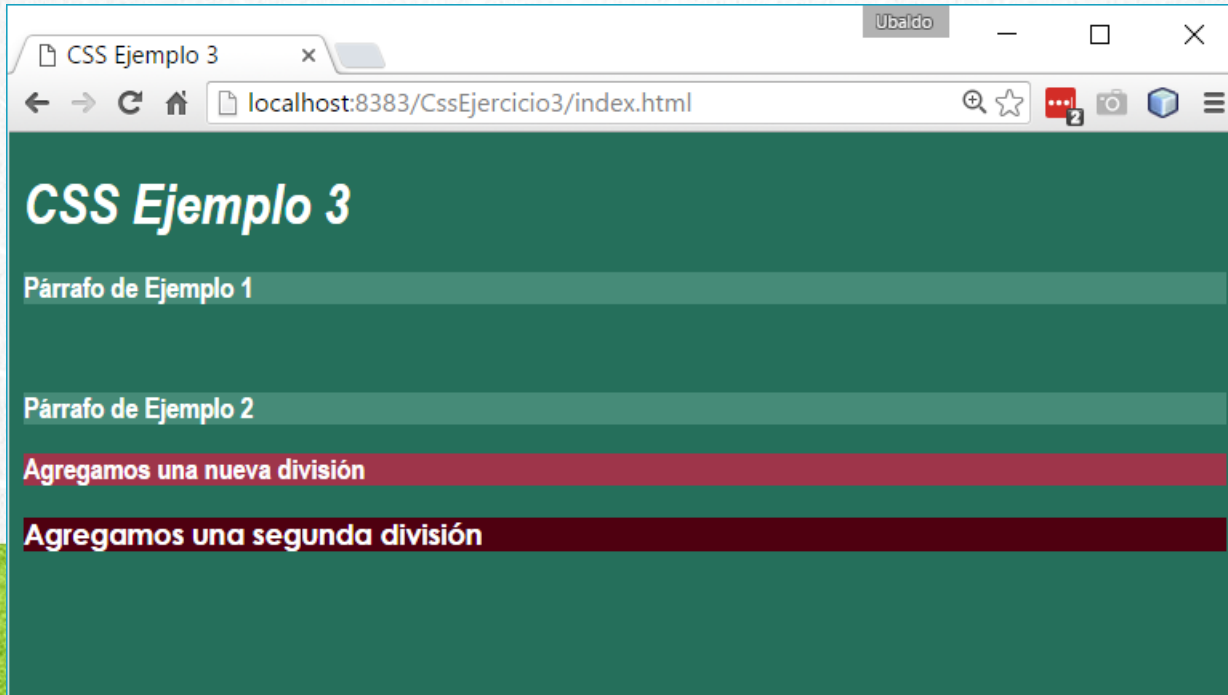 Ubaldo
CSS Ejemplo 3
localhost:8383/CssEjercicio3/index.html
2
CSS Ejemplo 3
Párrafo de Ejemplo 1
Párrafo de Ejemplo 2
Agregamos una nueva división
Agregamos una segunda división